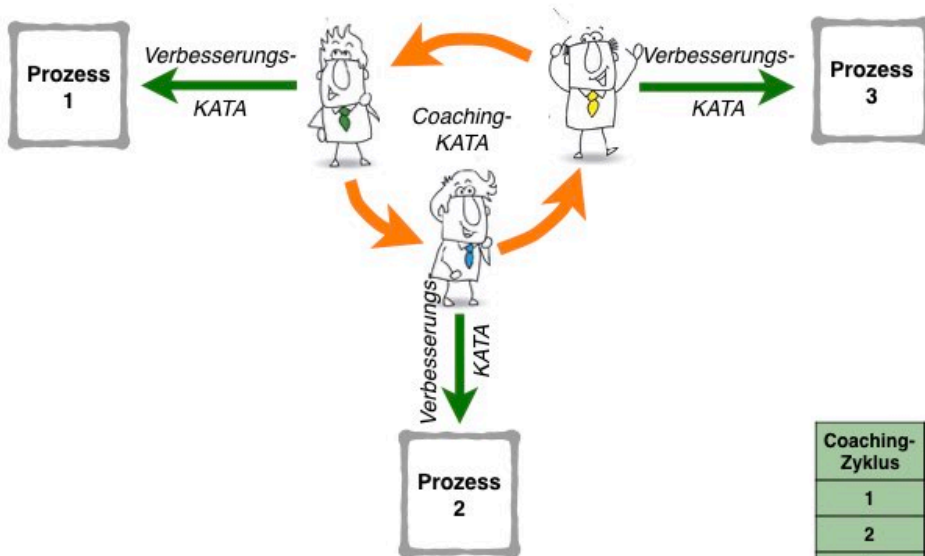 Prozess
1
Verbesserungs-
KATA
Coaching-
KATA
Verbesserungs-
KATA
Prozess
3
Verbesserungs
KATA
Prozess
2
Coaching-
Zyklus
1
2